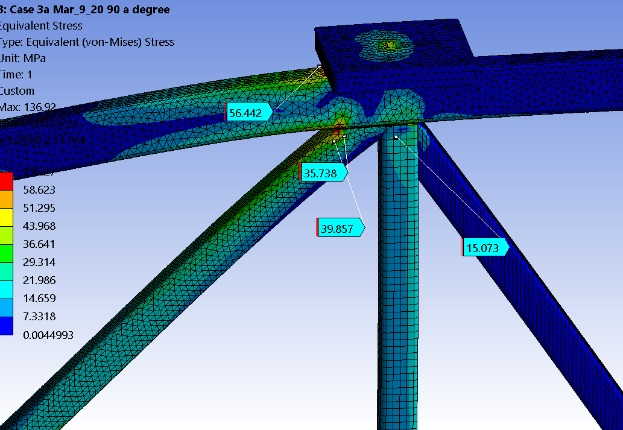 3: Case 3a Mar_9_20 90 a degree
Equivalent Stress
Type: Equivalent (von-Mises) Stress
Unit: MPa
Time: 1
Custom
Max: 136.92
56.442
35.738
58.623
51.295
43.968
39.857
36.641
15.073
29.314
21.986
14.659
7.3318
0.0044993